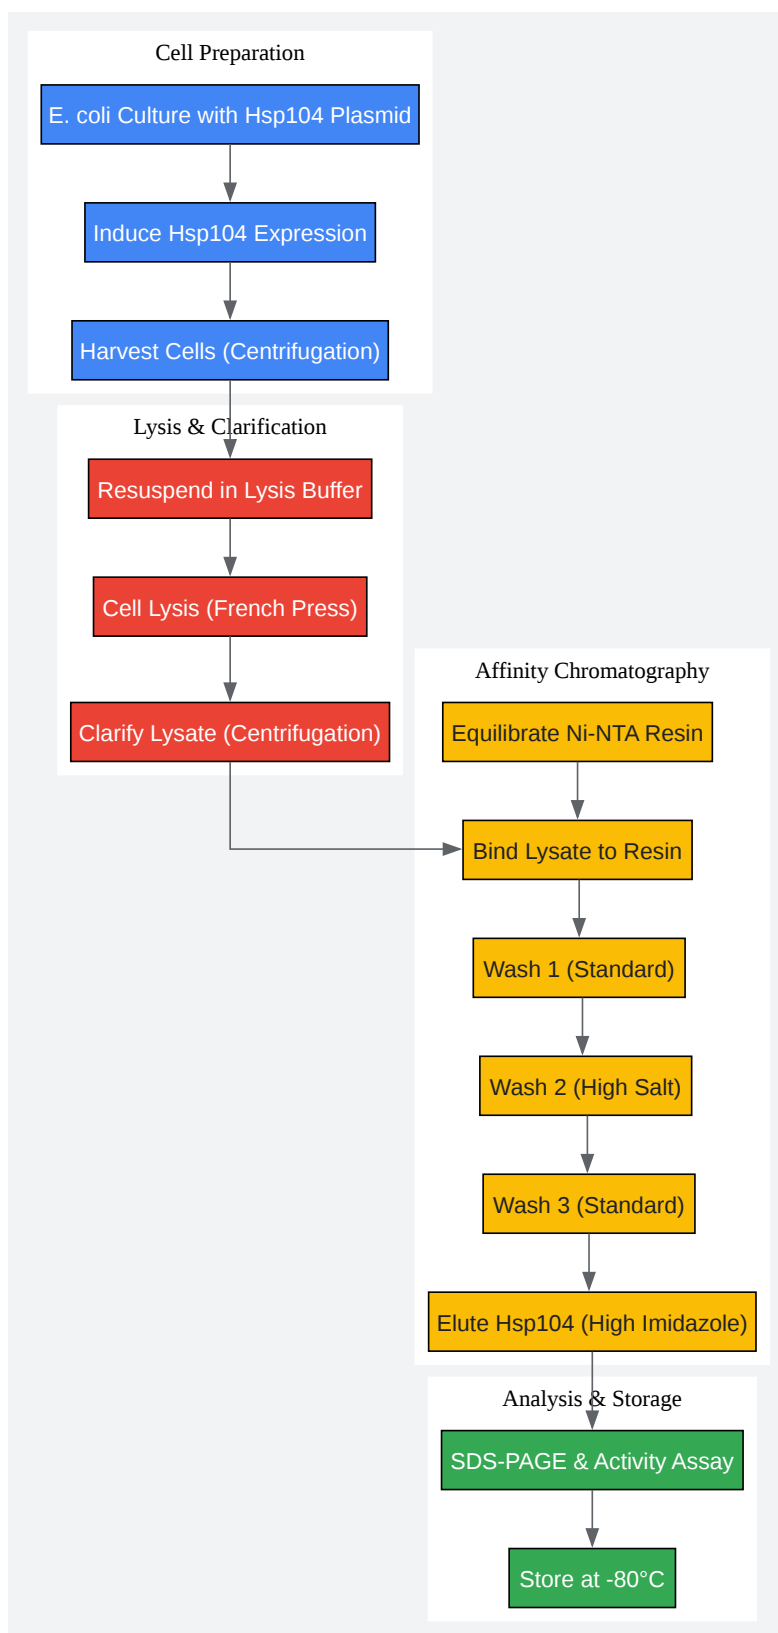 Cell Preparation
E. coli Culture with Hsp104 Plasmid
Induce Hsp104 Expression
Harvest Cells (Centrifugation)
Lysis & Clarification
Resuspend in Lysis Buffer
Cell Lysis (French Press)
Clarify Lysate (Centrifugation)
Affinity Chromatography
Equilibrate Ni-NTA Resin
Bind Lysate to Resin
Wash 1 (Standard)
Wash 2 (High Salt)
Wash 3 (Standard)
Elute Hsp104 (High Imidazole)
Analysis & Storage
SDS-PAGE & Activity Assay
Store at -80°C